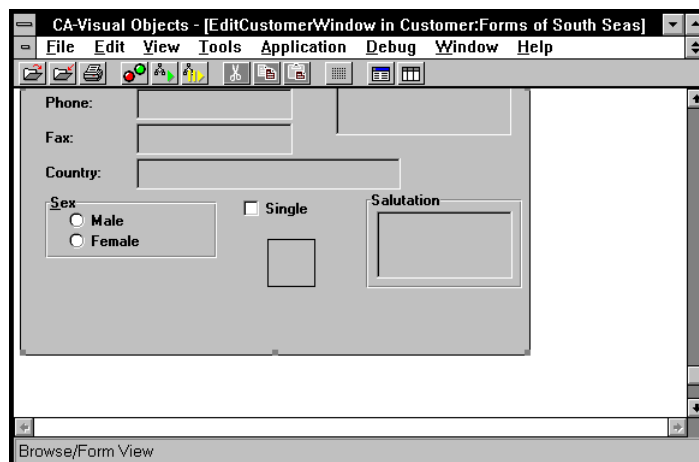 CA-Visual Objects - [EditCustomerWindow in Customer:Forms of South Seas]
File Edit View Tools Application Debug Window Help
Phone:
Fax:
Country:
Sex
Single
Salutation
Male
Female
Browse/Form View